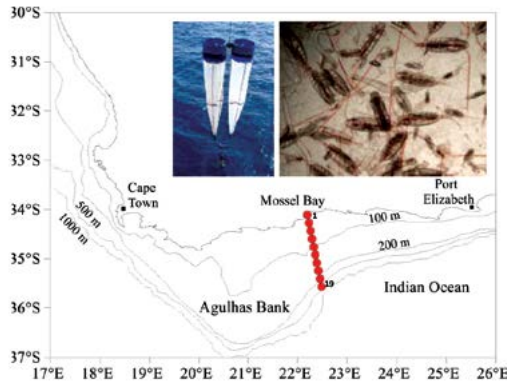 30°S
31°S
32°S
33°S
34°S
35°S
36°S
37°S
17°E 18°E 19°E 20°E 21°E 22°E 23°E 24°E 25°E 26°E
Cape
Town
Mossel Bay
Port
Elizabeth
1
19
100 m
200 m
500 m
1000 m
Agulhas Bank
Indian Ocean